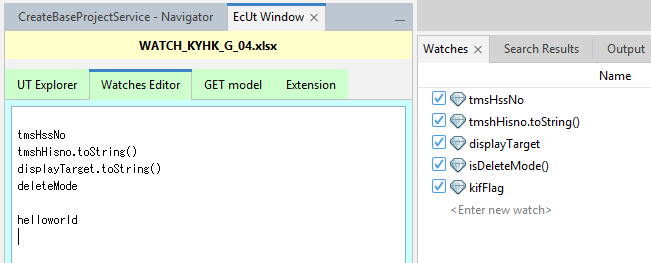 CreateBaseProjectService - Navigator
EcUt Window
WATCH_KYHK_G_04.xlsx
UT Explorer
Watches Editor
GET model
Extension
tmsHssNo
tmshHisno.toString()
displayTarget.toString()
deleteMode
helloworld
Watches
Search Results
Output
Name
tmsHssNo
tmshHisno.toString()
displayTarget
isDeleteMode()
kifFlag
<Enter new watch>